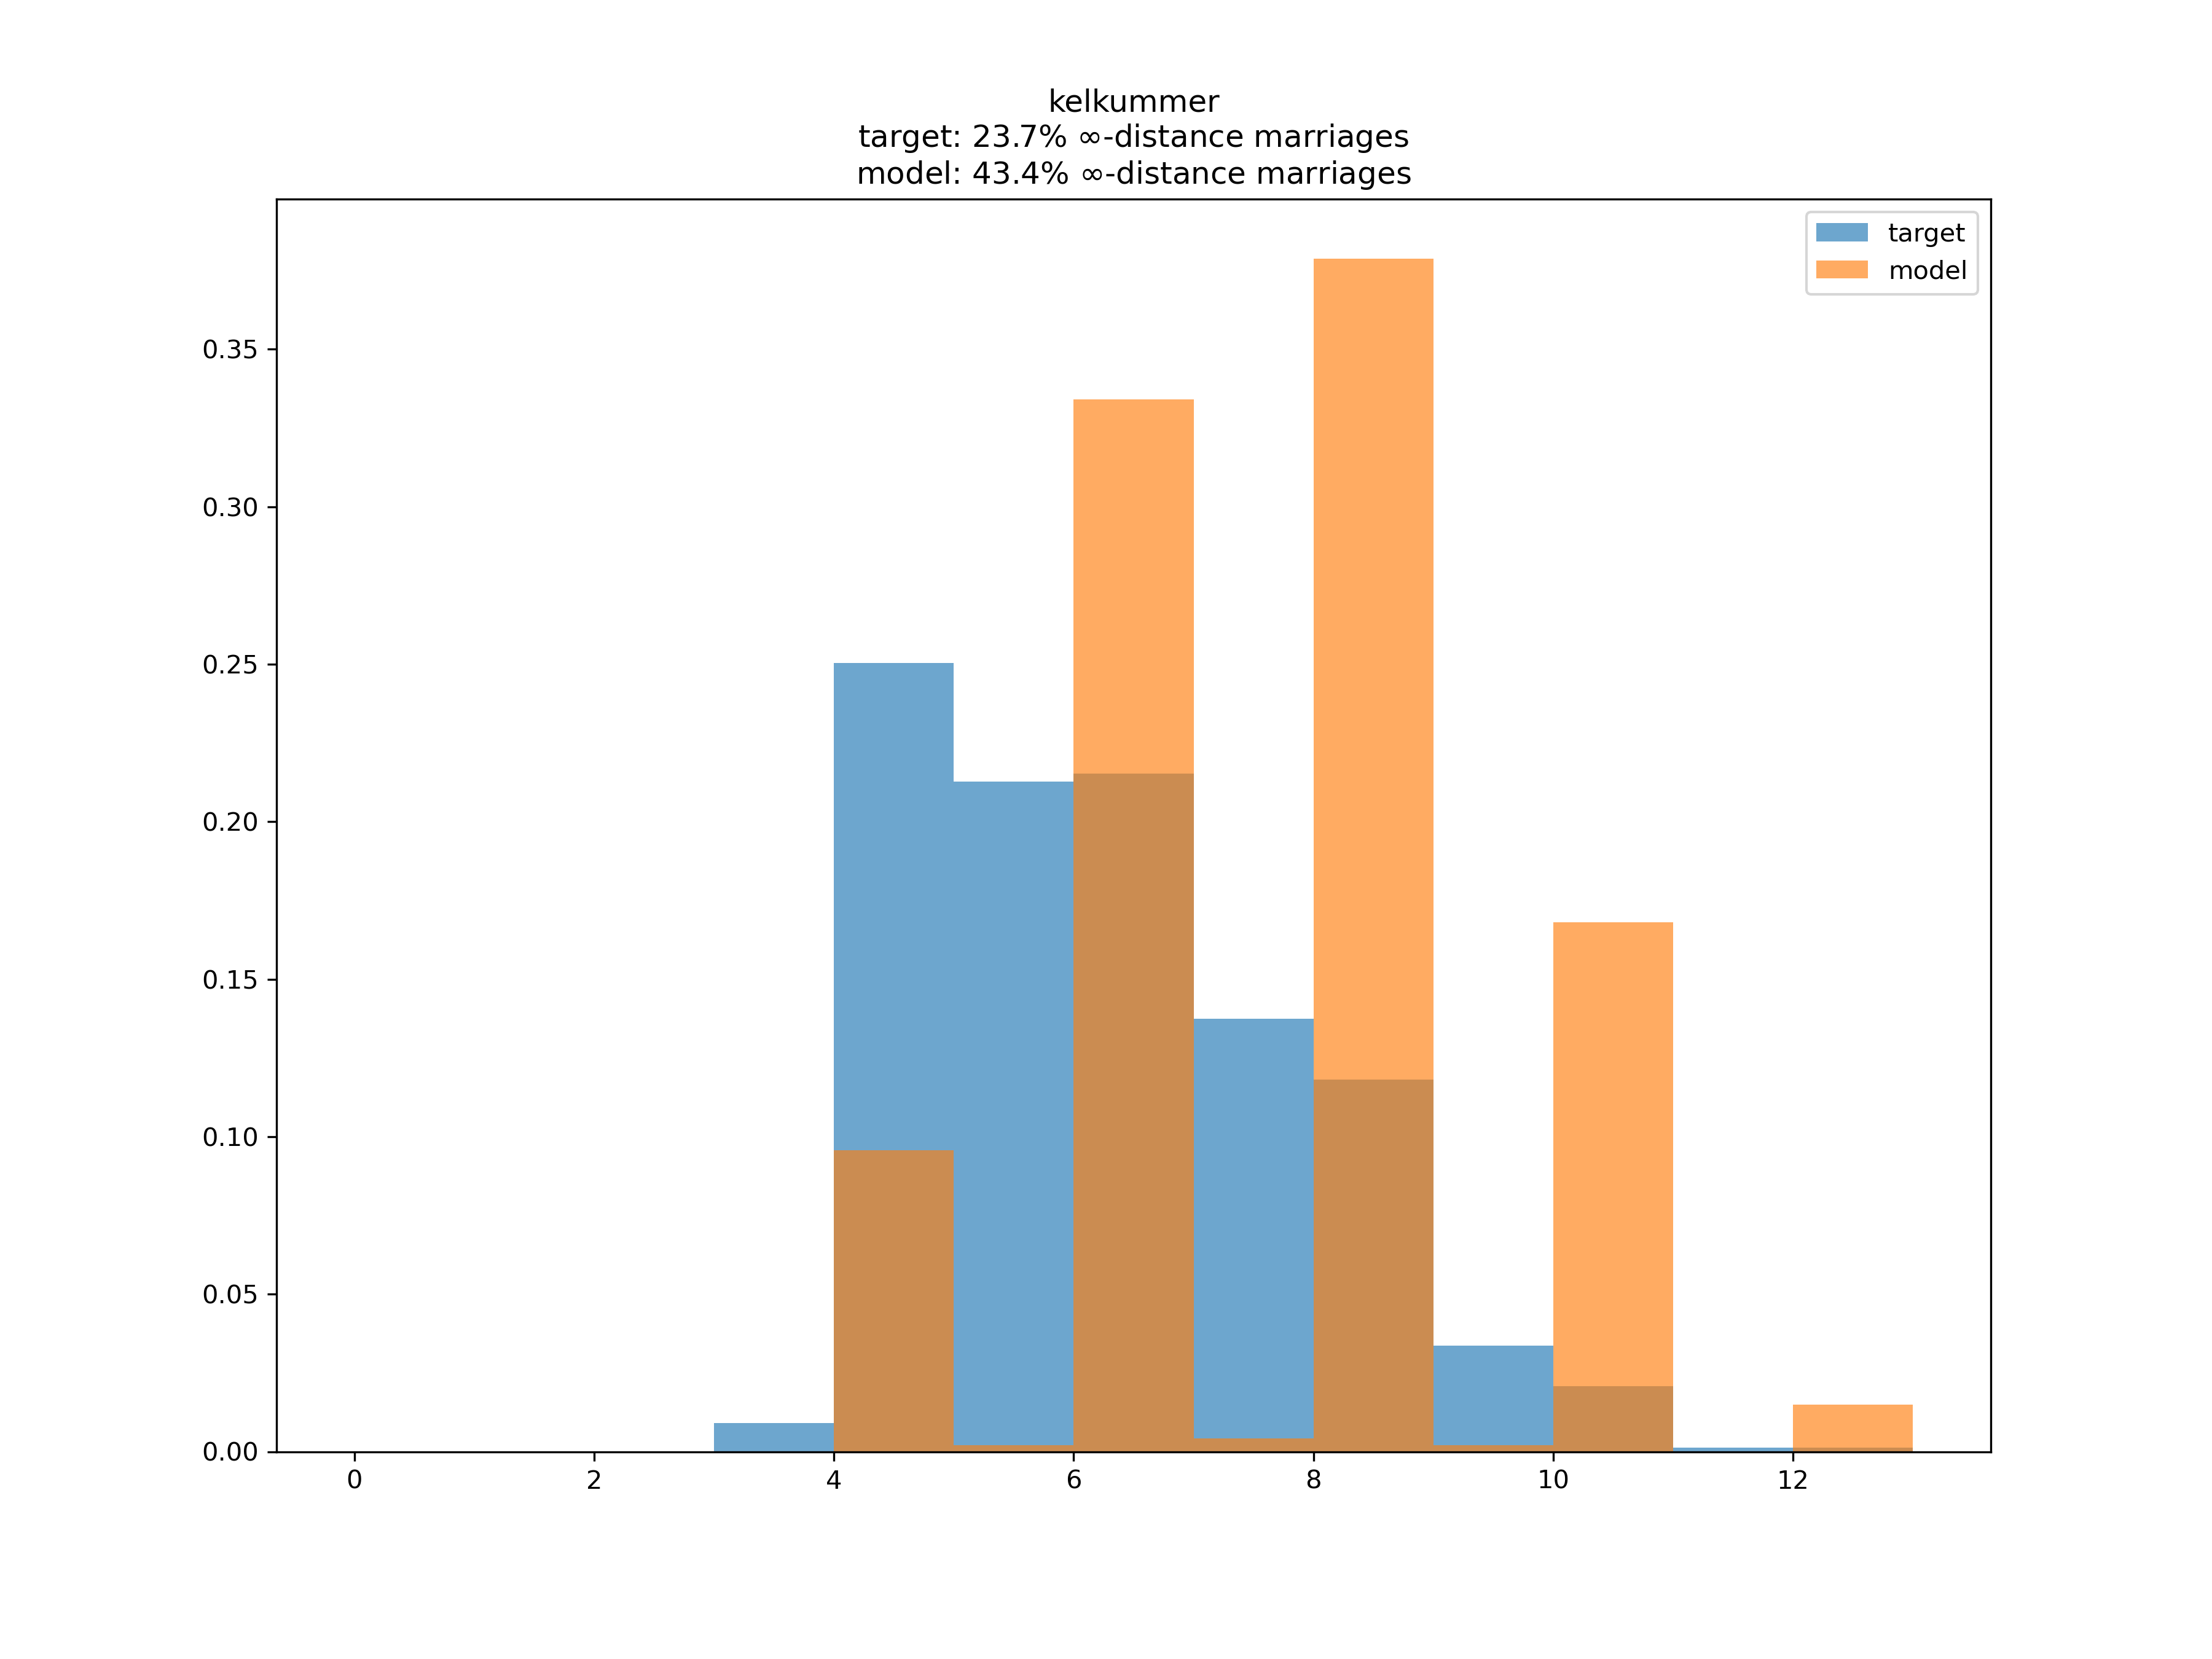 kelkummer
target: 23.7% ∞-distance marriages
model: 43.4% ∞-distance marriages
target
model
0.35
0.30
0.25
0.20
0.15
0.10
0.05
0.00
0 2 4 6 8 10 12